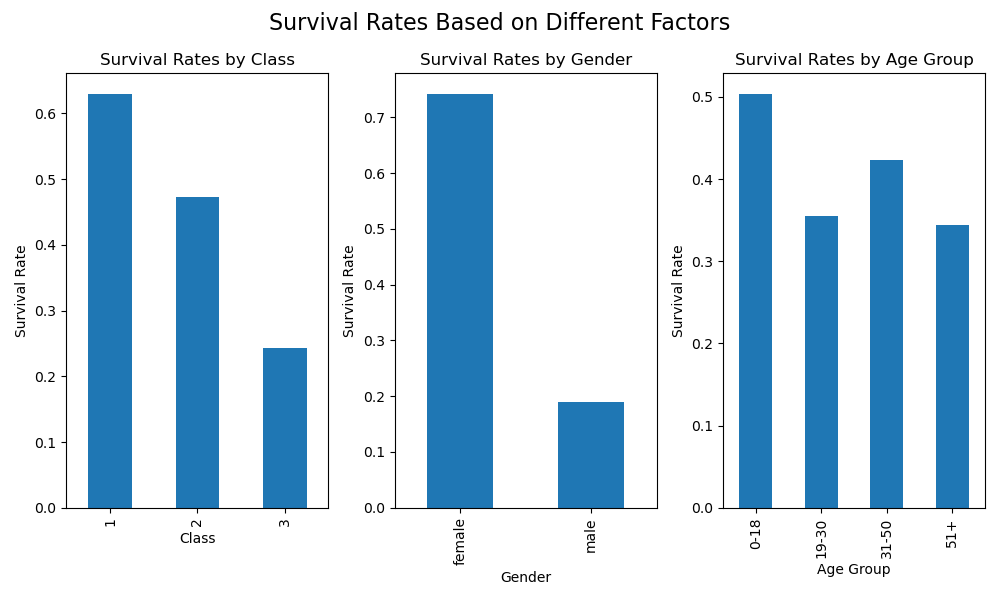 Survival Rates Based on Different Factors
Survival Rates by Class
Survival Rate
0.6
0.5
0.4
0.3
0.2
0.1
0.0
1
2
3
Class
Survival Rates by Gender
Survival Rate
0.7
0.6
0.5
0.4
0.3
0.2
0.1
0.0
female
male
Gender
Survival Rates by Age Group
Survival Rate
0.5
0.4
0.3
0.2
0.1
0.0
0-18
19-30
31-50
51+
Age Group